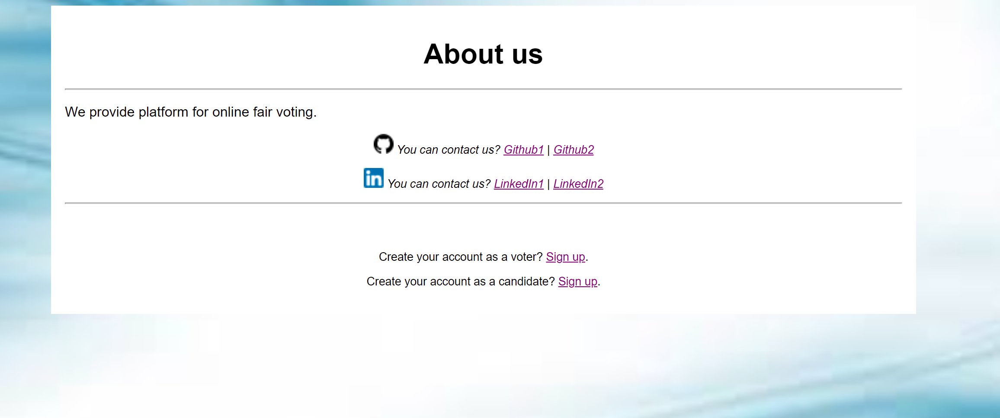 About us
We provide platform for online fair voting.
You can contact us? Github1 | Github2
in You can contact us? LinkedIn1 | LinkedIn2
Create your account as a voter? Sign up.
Create your account as a candidate? Sign up.